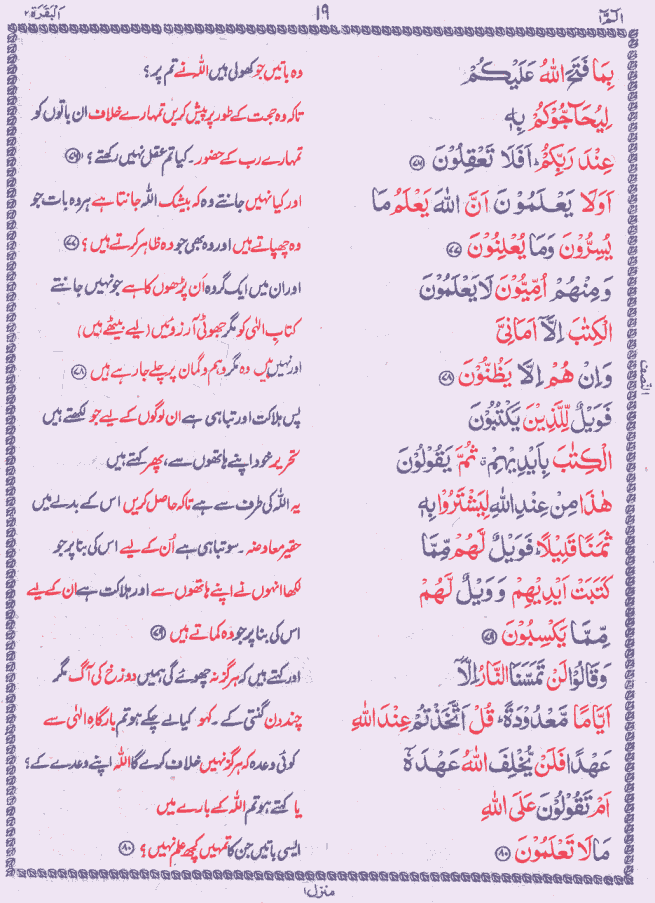 الٓمّٓ ١
١٩
اَلْبَقَرَة ٢
بِمَا فَتَحَ اللّٰهُ عَلَيْكُمْ
وہ باتیں جو کھولی ہیں اللہ نے تم پر؟
لِيُحَآجُّوْكُمْ بِهٖ
تاکہ وہ حجت کے طور پر پیش کریں تمہارے خلاف ان باتوں کو
عِنْدَ رَبِّكُمْ ؕ اَفَلَا تَعْقِلُوْنَ ﴿٧٦﴾
تمہارے رب کے حضور۔ کیا تم عقل نہیں رکھتے؟ ﴿٧٦﴾
اَوَلَا يَعْلَمُوْنَ اَنَّ اللّٰهَ يَعْلَمُ مَا
اور کیا نہیں جانتے وہ کہ بیشک اللہ جانتا ہے ہر وہ بات جو
يُسِرُّوْنَ وَمَا يُعْلِنُوْنَ ﴿٧٧﴾
وہ چھپاتے ہیں اور وہ بھی جو وہ ظاہر کرتے ہیں؟ ﴿٧٧﴾
وَمِنْهُمْ اُمِّيُّوْنَ لَا يَعْلَمُوْنَ
اور ان میں ایک گروہ اَن پڑھوں کا ہے جو نہیں جانتے
الْكِتٰبَ اِلَّآ اَمَانِيَّ
کتابِ الٰہی کو مگر جھوٹی آرزوئیں (لیے بیٹھے ہیں)
وَاِنْ هُمْ اِلَّا يَظُنُّوْنَ ﴿٧٨﴾
اور نہیں ہیں وہ مگر وہم و گمان پر چلے جا رہے ہیں ﴿٧٨﴾
فَوَيْلٌ لِّلَّذِيْنَ يَكْتُبُوْنَ
پس ہلاکت اور تباہی ہے ان لوگوں کے لیے جو لکھتے ہیں
الْكِتٰبَ بِاَيْدِيْهِمْ ۗ ثُمَّ يَقُوْلُوْنَ
تحریر خود اپنے ہاتھوں سے، پھر کہتے ہیں
هٰذَا مِنْ عِنْدِ اللّٰهِ لِيَشْتَرُوْا بِهٖ
یہ اللہ کی طرف سے ہے تاکہ حاصل کریں اس کے بدلے میں
ثَمَنًا قَلِيْلًا ؕ فَوَيْلٌ لَّهُمْ مِّمَّا
حقیر معاوضہ۔ سو تباہی ہے اُن کے لیے اس کی بنا پر جو
كَتَبَتْ اَيْدِيْهِمْ وَوَيْلٌ لَّهُمْ
لکھا انہوں نے اپنے ہاتھوں سے اور ہلاکت ہے ان کے لیے
مِّمَّا يَكْسِبُوْنَ ﴿٧٩﴾
اس کی بنا پر جو وہ کماتے ہیں ﴿٧٩﴾
وَقَالُوْا لَنْ تَمَسَّنَا النَّارُ اِلَّآ
اور کہتے ہیں کہ ہرگز نہ چھوئے گی ہمیں دوزخ کی آگ مگر
اَيَّامًا مَّعْدُوْدَةً ؕ قُلْ اَتَّخَذْتُمْ عِنْدَ اللّٰهِ
چند دن گنتی کے۔ کہو کیا لے چکے ہو تم بارگاہِ الٰہی سے
عَهْدًا فَلَنْ يُّخْلِفَ اللّٰهُ عَهْدَهٗٓ
کوئی وعدہ کہ ہرگز نہیں خلاف کرے گا اللہ اپنے وعدے کے؟
اَمْ تَقُوْلُوْنَ عَلَى اللّٰهِ
یا کہتے ہو تم اللہ کے بارے میں
مَا لَا تَعْلَمُوْنَ ﴿٨٠﴾
ایسی باتیں جن کا تمہیں کچھ علم نہیں؟ ﴿٨٠﴾
منزل ١